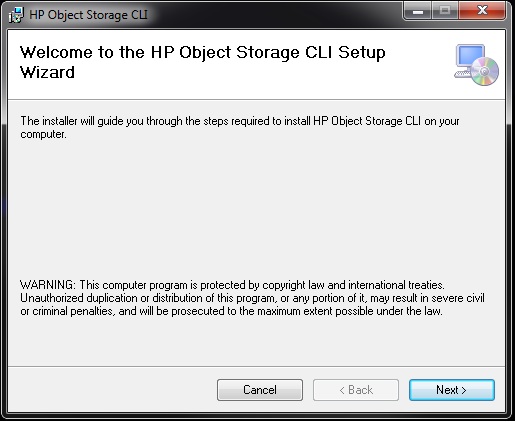 HP Object Storage CLI
Welcome to the HP Object Storage CLI Setup
Wizard
The installer will guide you through the steps required to install HP Object Storage CLI on your
computer.
WARNING: This computer program is protected by copyright law and international treaties.
Unauthorized duplication or distribution of this program, or any portion of it, may result in severe civil
or criminal penalties, and will be prosecuted to the maximum extent possible under the law.
Cancel
< Back
Next >